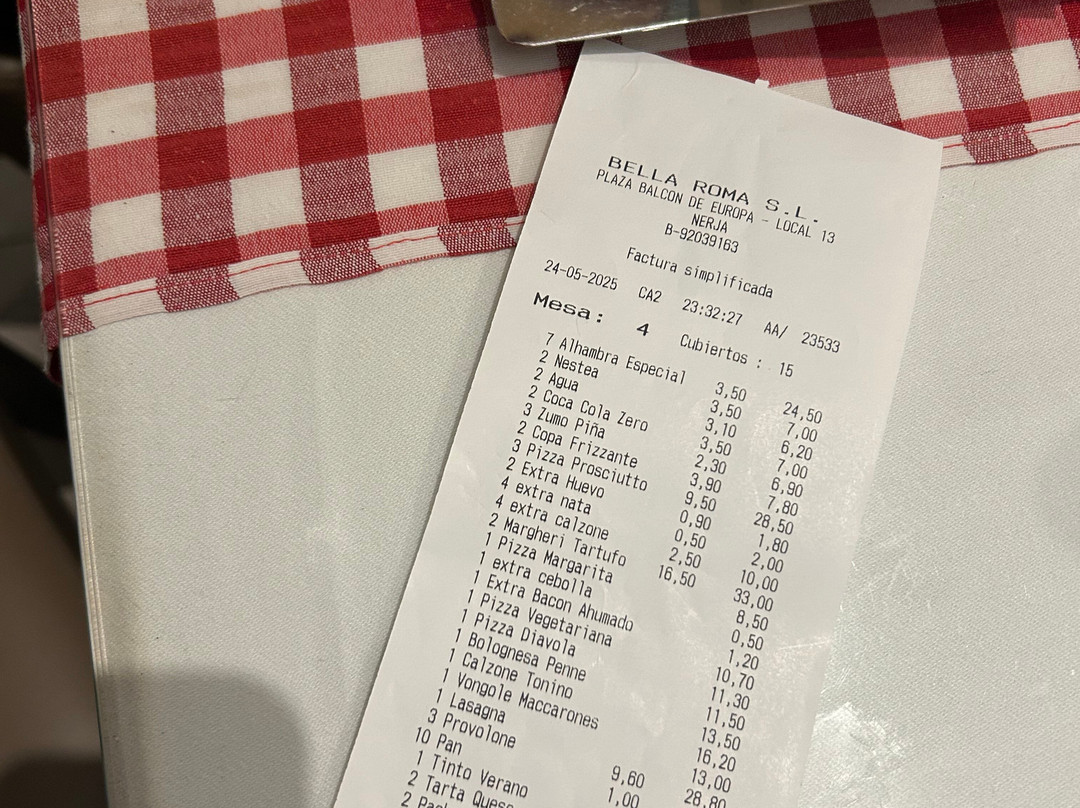 BELLA ROMA S.L.
PLAZA BALCON DE EUROPA - LOCAL 13
NERJA
B-92039163
Factura simplificada
24-05-2025 CA2 23:32:27 AA/ 23533
Mesa: 4 Cubiertos : 15
7 Alhambra Especial 3,50 24,50
2 Nestea 3,50 7,00
2 Agua 3,10 6,20
2 Coca Cola Zero 3,50 7,00
3 Zumo Piña 2,30 6,90
2 Copa Frizzante 3,90 7,80
3 Pizza Prosciutto 9,50 28,50
2 Extra Huevo 0,90 1,80
4 extra nata 0,50 2,00
4 extra calzone 2,50 10,00
2 Margheri Tartufo 16,50 33,00
1 Pizza Margarita 8,50
1 extra cebolla 0,50
1 Extra Bacon Ahumado 1,20
1 Pizza Vegetariana 10,70
1 Pizza Diavola 11,30
1 Bolognesa Penne 11,50
1 Calzone Tonino 13,50
1 Vongole Maccarones 16,20
1 Lasagna 13,00
3 Provolone 9,60 28,80
10 Pan 1,00
1 Tinto Verano
2 Tarta Queso
2